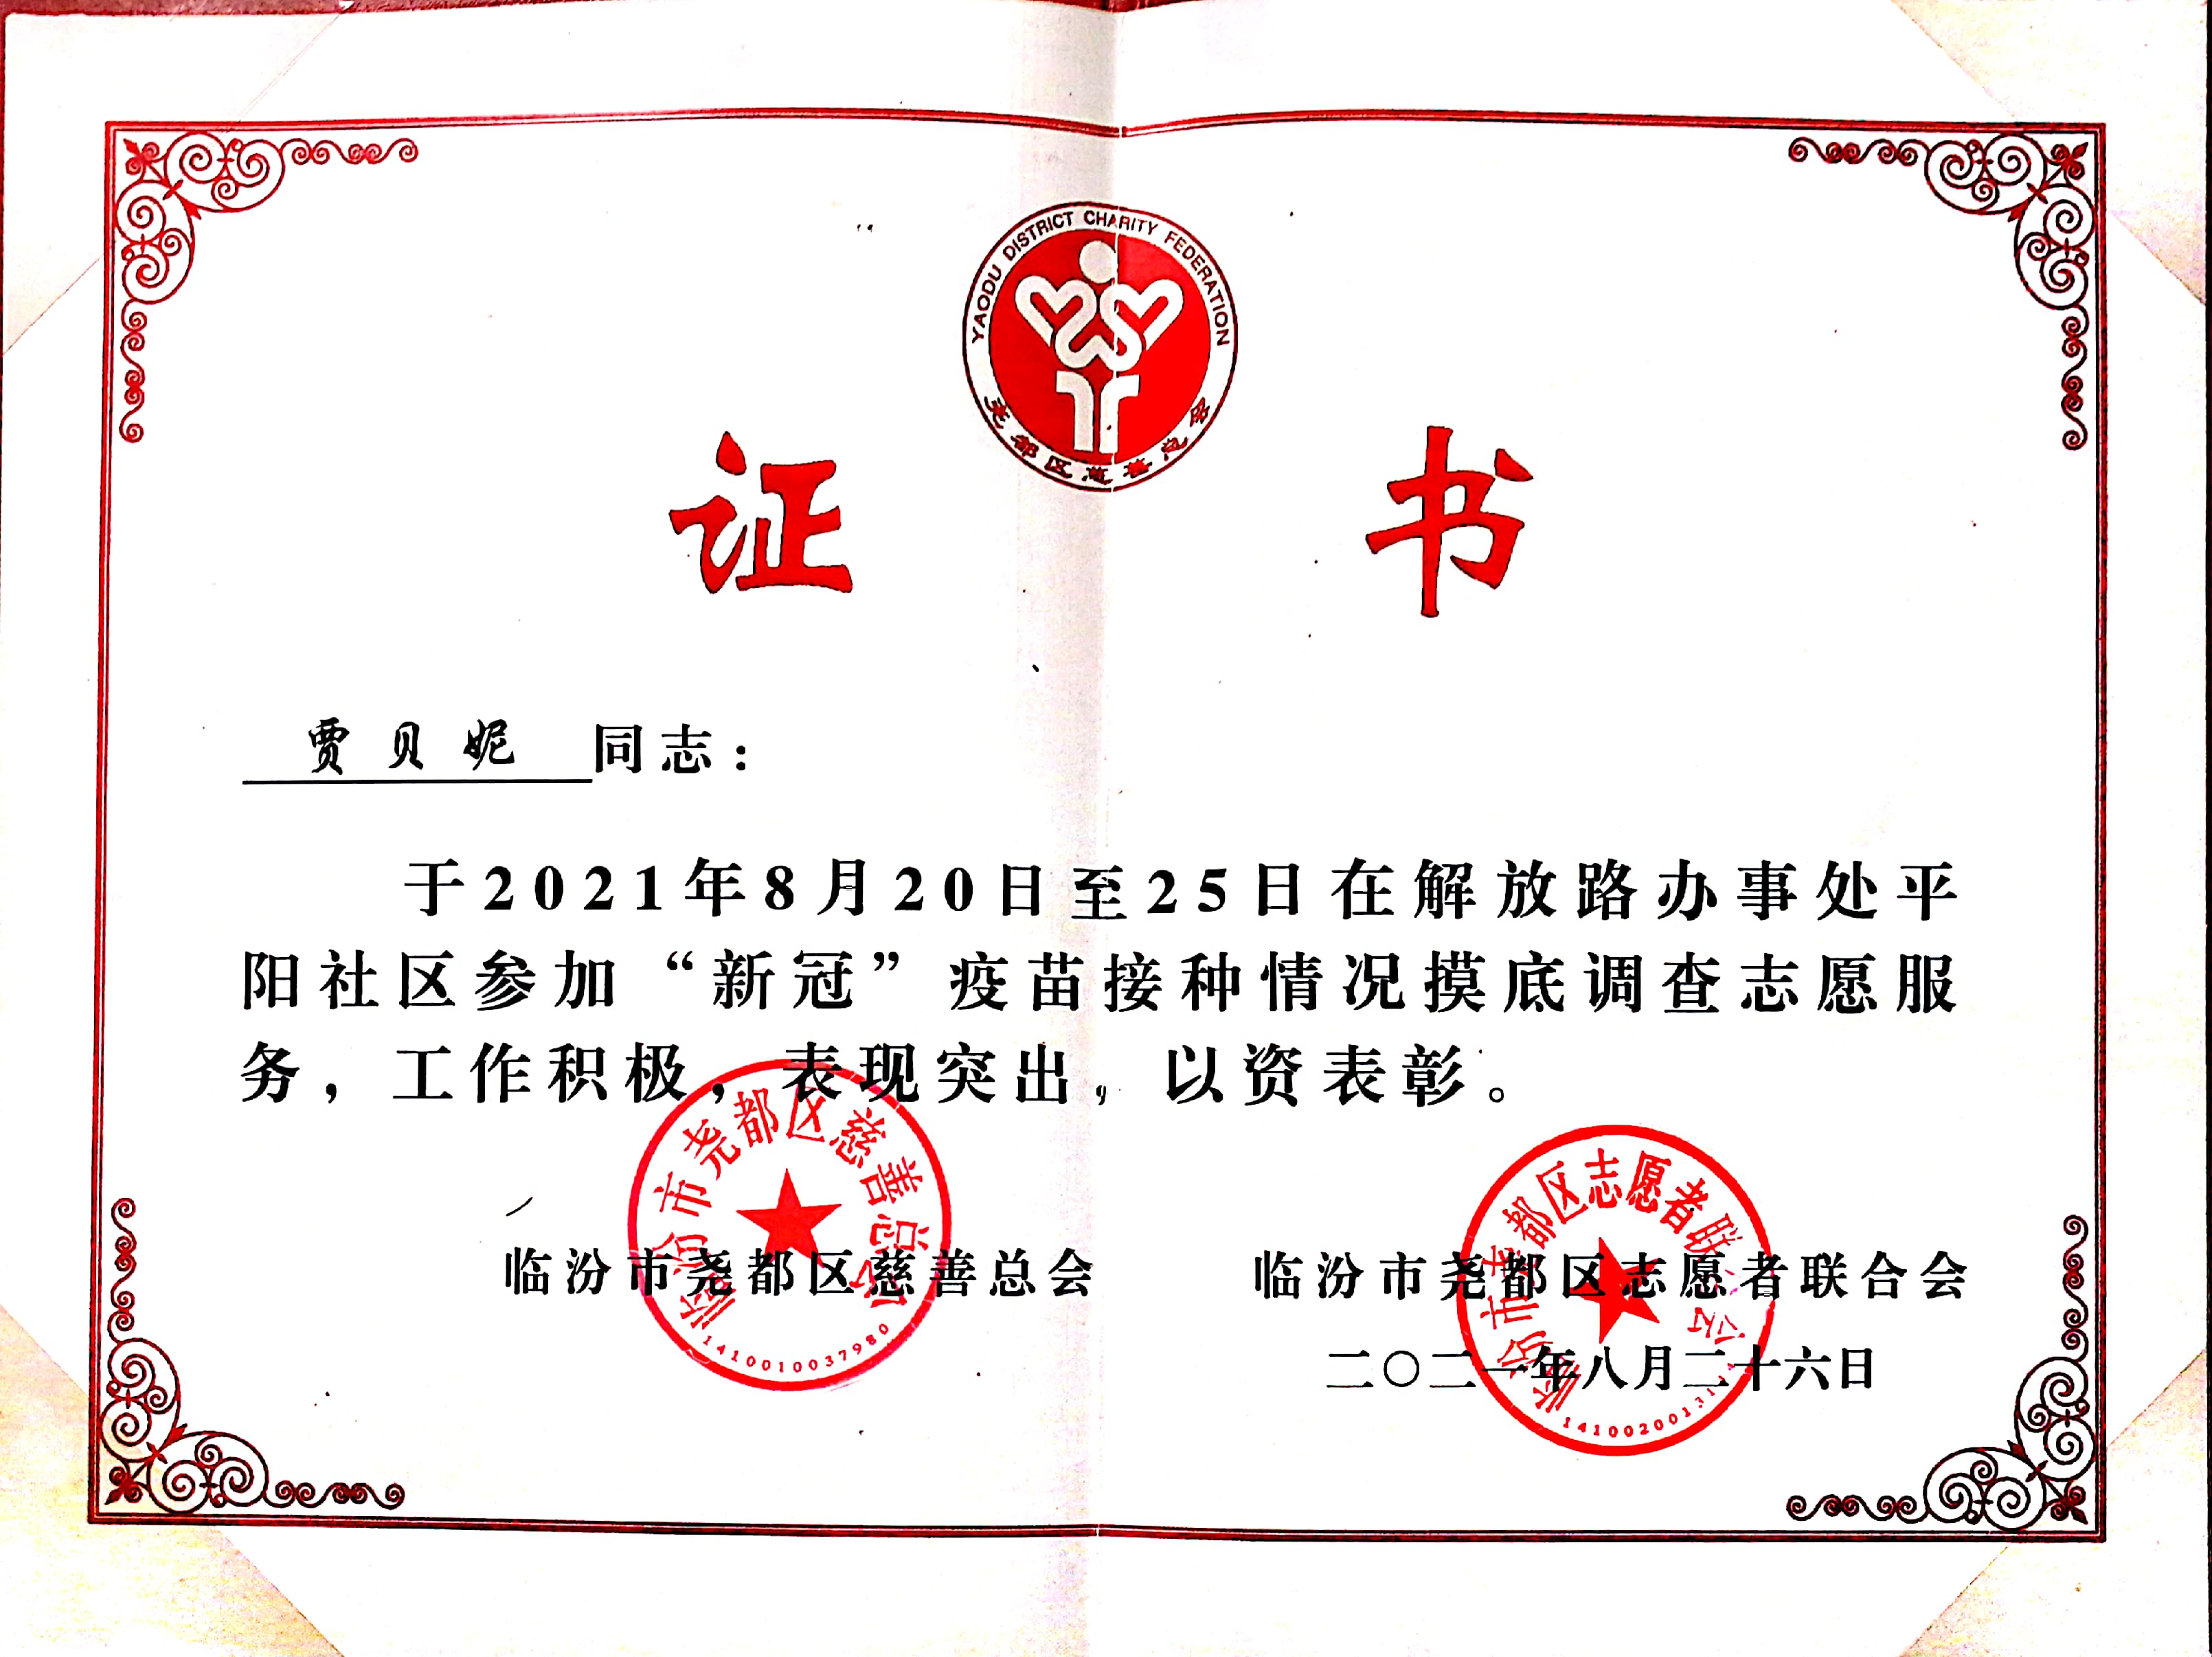 YAODU DISTRICT CHARITY FEDERATION
尧都区慈善总会
证 书
贾贝妮 同志：
于2021年8月20日至25日在解放路办事处平
阳社区参加“新冠”疫苗接种情况摸底调查志愿服
务，工作积极，表现突出，以资表彰。
临汾市尧都区慈善总会
1410010037980
临汾市尧都区慈善总会
临汾市尧都区志愿者联合会
临汾市尧都区志愿者联合会
二〇二一年八月二十六日